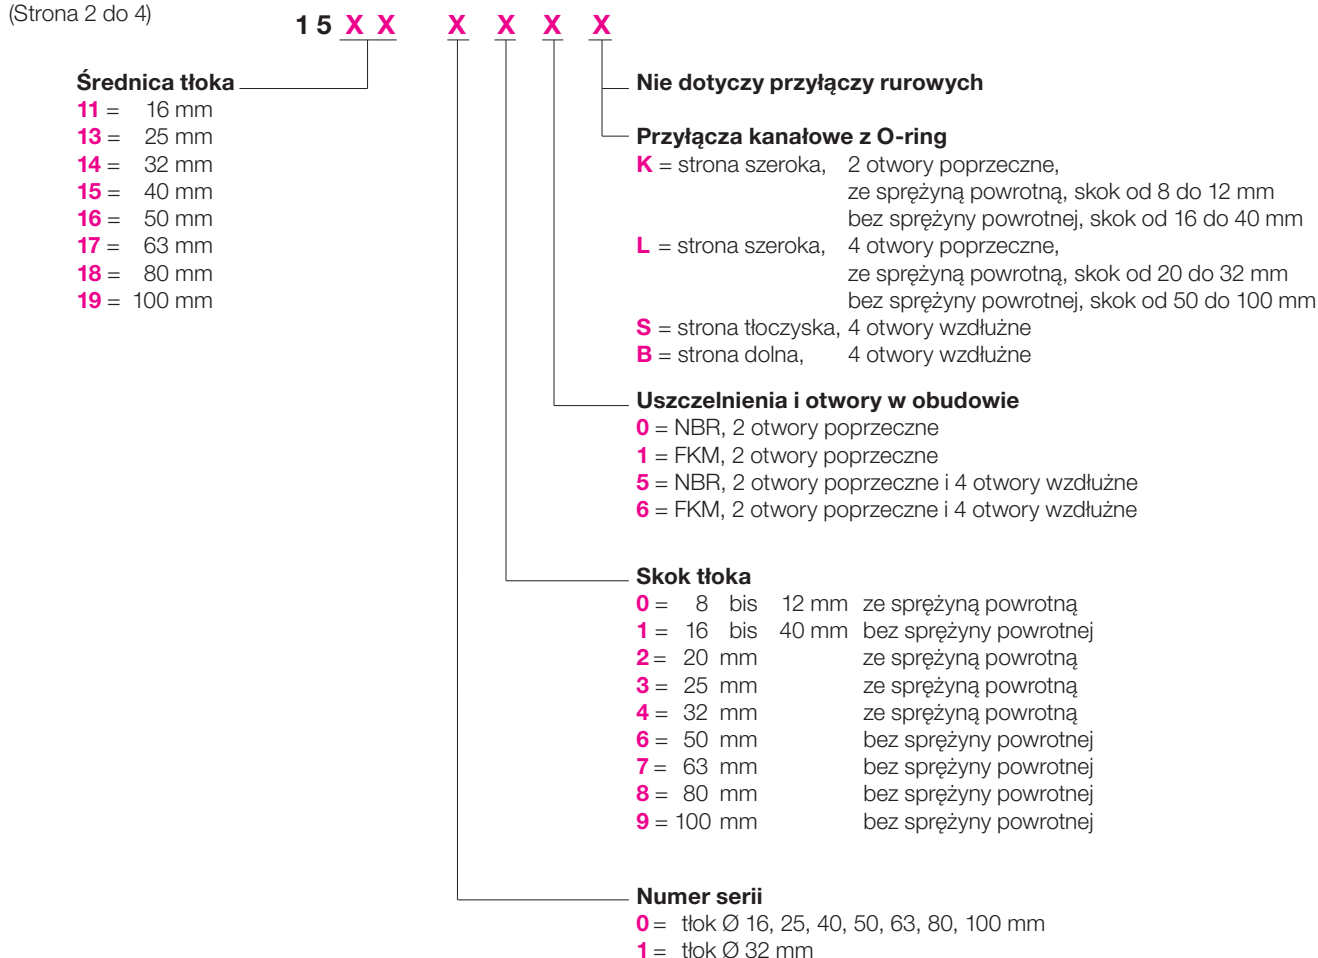 (Strona 2 do 4)
1 5 X X X X X X
Średnica tłoka
11 = 16 mm
13 = 25 mm
14 = 32 mm
15 = 40 mm
16 = 50 mm
17 = 63 mm
18 = 80 mm
19 = 100 mm
Nie dotyczy przyłączy rurowych
Przyłącza kanałowe z O-ring
K = strona szeroka, 2 otwory poprzeczne,
ze sprężyną powrotną, skok od 8 do 12 mm
bez sprężyny powrotnej, skok od 16 do 40 mm
L = strona szeroka, 4 otwory poprzeczne,
ze sprężyną powrotną, skok od 20 do 32 mm
bez sprężyny powrotnej, skok od 50 do 100 mm
S = strona tłoczyska, 4 otwory wzdłużne
B = strona dolna, 4 otwory wzdłużne
Uszczelnienia i otwory w obudowie
0 = NBR, 2 otwory poprzeczne
1 = FKM, 2 otwory poprzeczne
5 = NBR, 2 otwory poprzeczne i 4 otwory wzdłużne
6 = FKM, 2 otwory poprzeczne i 4 otwory wzdłużne
Skok tłoka
0 = 8 bis 12 mm ze sprężyną powrotną
1 = 16 bis 40 mm bez sprężyny powrotnej
2 = 20 mm ze sprężyną powrotną
3 = 25 mm ze sprężyną powrotną
4 = 32 mm ze sprężyną powrotną
6 = 50 mm bez sprężyny powrotnej
7 = 63 mm bez sprężyny powrotnej
8 = 80 mm bez sprężyny powrotnej
9 = 100 mm bez sprężyny powrotnej
Numer serii
0 = tłok Ø 16, 25, 40, 50, 63, 80, 100 mm
1 = tłok Ø 32 mm